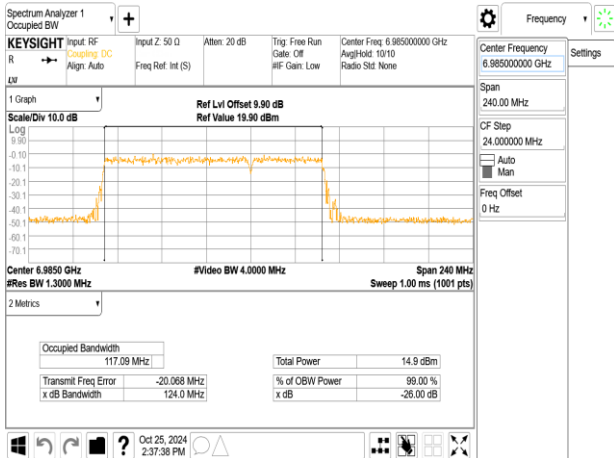 Spectrum Analyzer 1
Occupied BW
KEYSIGHT
R
LXI
Input: RF
Coupling: DC
Align: Auto
Input Z: 50 Ω
Freq Ref: Int (S)
Atten: 20 dB
Trig: Free Run
Gate: Off
#IF Gain: Low
Center Freq: 6.985000000 GHz
Avg|Hold: 10/10
Radio Std: None
1 Graph
Scale/Div 10.0 dB
Ref Lvl Offset 9.90 dB
Ref Value 19.90 dBm
Log
9.90
-0.10
-10.1
-20.1
-30.1
-40.1
-50.1
-60.1
-70.1
Center 6.9850 GHz
#Video BW 4.0000 MHz
Span 240 MHz
#Res BW 1.3000 MHz
Sweep 1.00 ms (1001 pts)
2 Metrics
Occupied Bandwidth
117.09 MHz
Total Power 14.9 dBm
Transmit Freq Error -20.068 MHz
% of OBW Power 99.00 %
x dB Bandwidth 124.0 MHz
x dB -26.00 dB
?
Oct 25, 2024
2:37:38 PM
Frequency
Center Frequency
6.985000000 GHz
Settings
Span
240.00 MHz
CF Step
24.000000 MHz
Auto
Man
Freq Offset
0 Hz